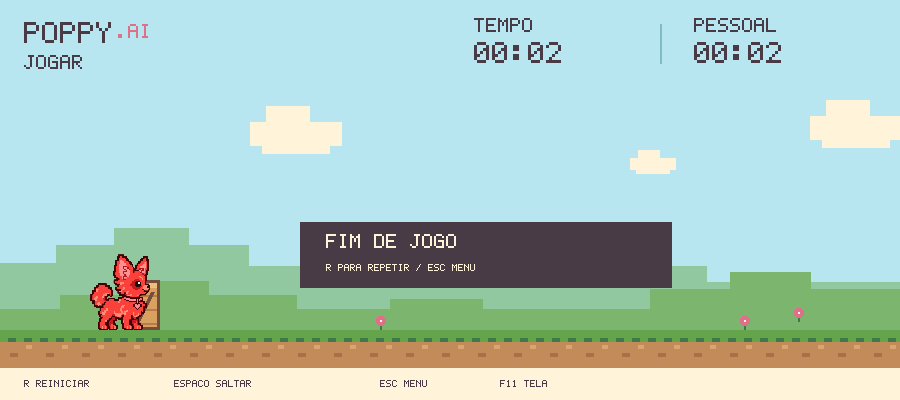 POPPY.AI
JOGAR
TEMPO
00:02
PESSOAL
00:02
FIM DE JOGO
R PARA REPETIR / ESC MENU
R REINICIAR ESPACO SALTAR ESC MENU F11 TELA